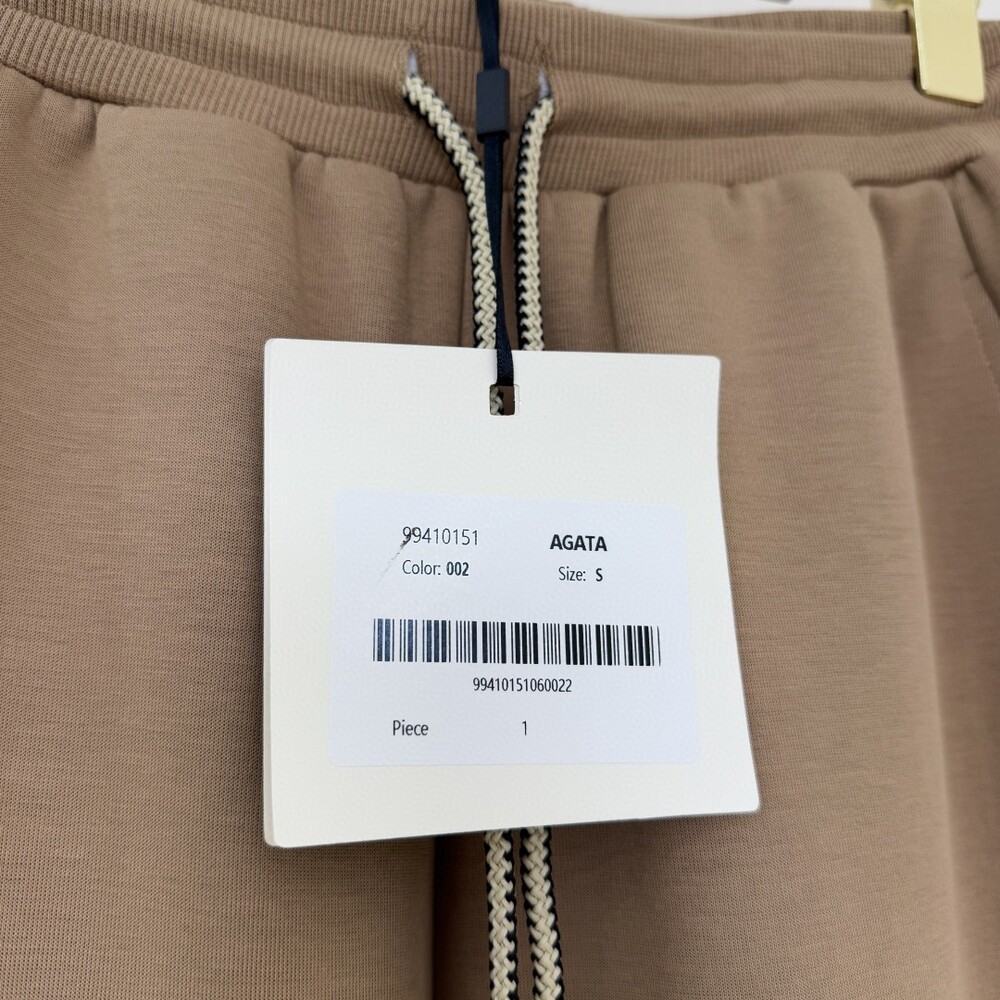 99410151 AGATA
Color: 002 Size: S
99410151060022
Piece 1